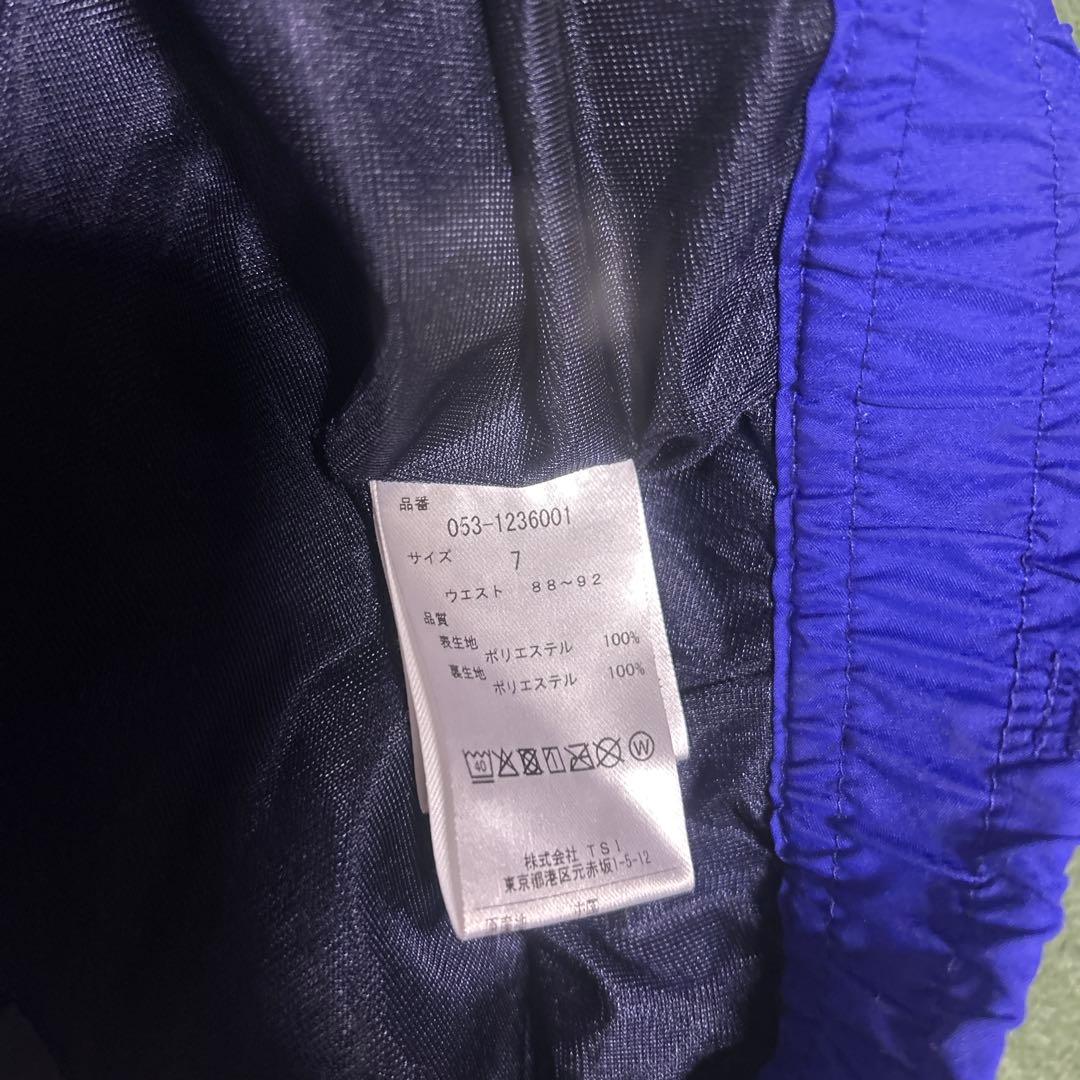 品番
053-1236001
サイズ 7
ウエスト 88～92
品質
表生地 ポリエステル 100%
裏生地 ポリエステル 100%
40 W
株式会社 TSI
東京都港区元赤坂1-5-12